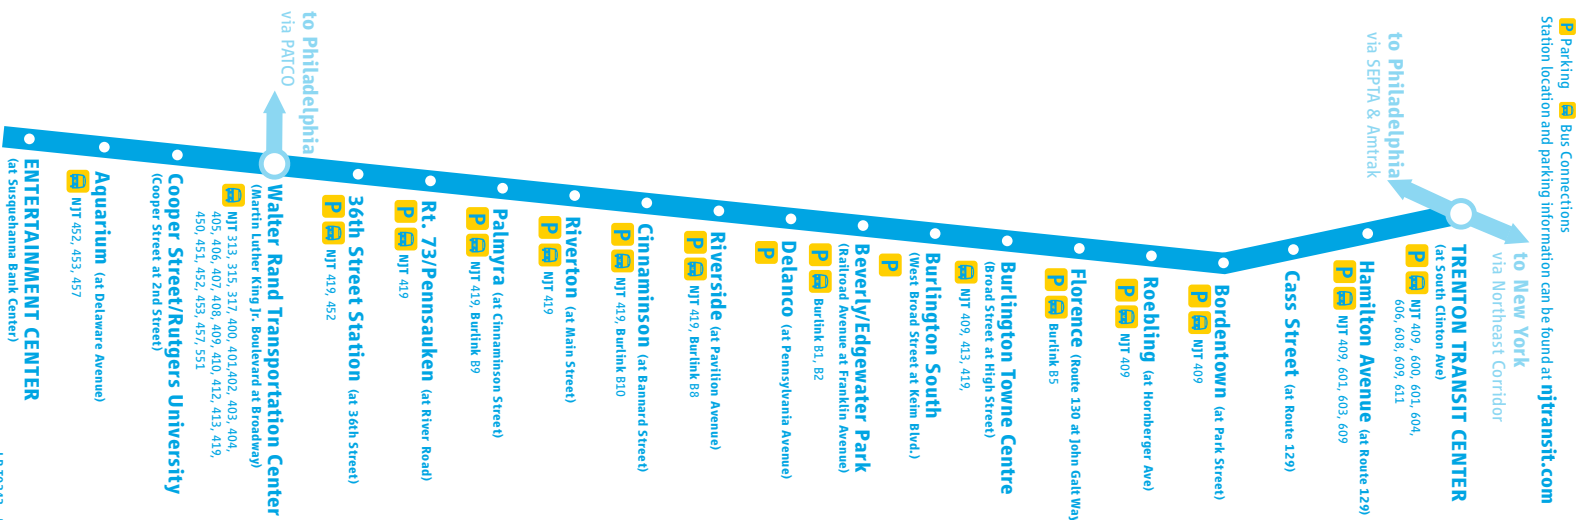 P Parking Bus Connections
Station location and parking information can be found at njtransit.com
to New York
via Northeast Corridor
to Philadelphia
via SEPTA & Amtrak
TRENTON TRANSIT CENTER
(at South Clinton Ave)
P NJT 409, 600, 601, 604,
606, 608, 609, 611
Hamilton Avenue (at Route 129)
P NJT 409, 601, 603, 609
Cass Street (at Route 129)
Bordentown (at Park Street)
P NJT 409
Roebling (at Hornberger Ave)
P NJT 409
Florence (Route 130 at John Galt Way
P Burlink B5
Burlington Towne Centre
(Broad Street at High Street)
NJT 409, 413, 419,
Burlington South
(West Broad Street at Keim Blvd.)
P
Beverly/Edgewater Park
(Railroad Avenue at Franklin Avenue)
P Burlink B1, B2
Delanco (at Pennsylvania Avenue)
P
Riverside (at Pavilion Avenue)
P NJT 419, Burlink B8
Cinnaminson (at Bannard Street)
P NJT 419, Burlink B10
Riverton (at Main Street)
P NJT 419
Palmyra (at Cinnaminson Street)
P NJT 419, Burlink B9
Rt. 73/Pennsauken (at River Road)
P NJT 419
36th Street Station (at 36th Street)
P NJT 419, 452
to Philadelphia
via PATCO
Walter Rand Transportation Center
(Martin Luther King Jr. Boulevard at Broadway)
NJT 313, 315, 317, 400, 401,402, 403, 404,
405, 406, 407, 408, 409, 410, 412, 413, 419,
450, 451, 452, 453, 457, 551
Cooper Street/Rutgers University
(Cooper Street at 2nd Street)
Aquarium (at Delaware Avenue)
NJT 452, 453, 457
ENTERTAINMENT CENTER
(at Susquehanna Bank Center)